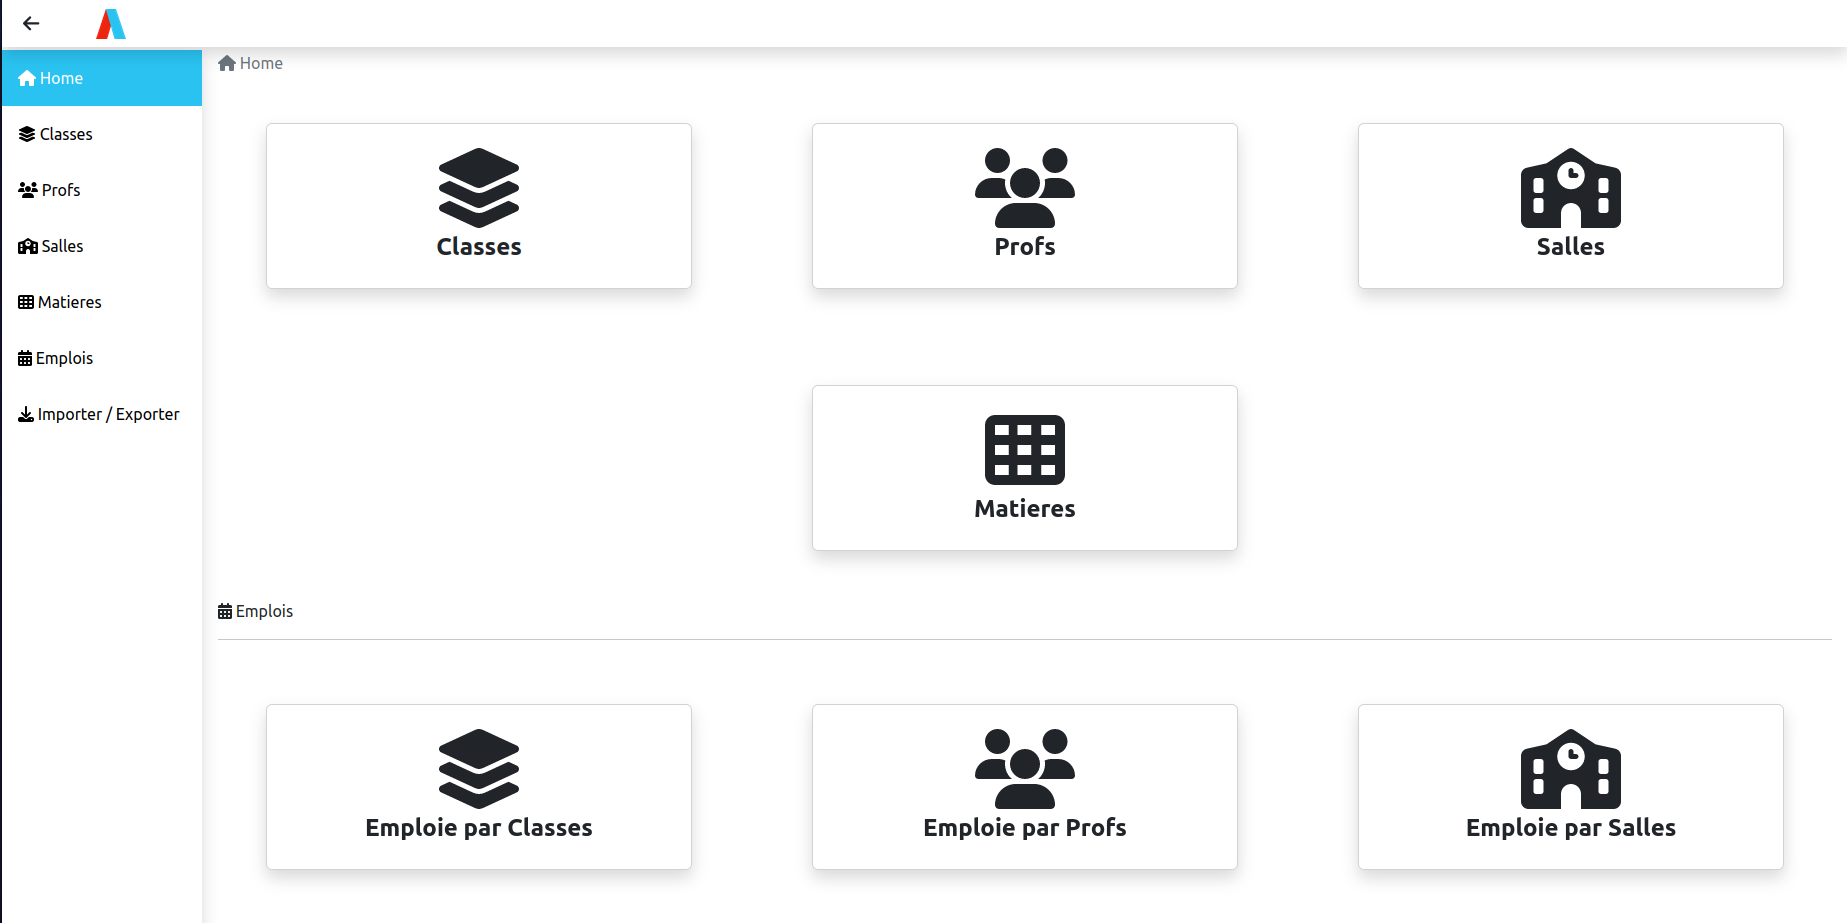 Home
Classes
Profs
Salles
Matieres
Emplois
Importer / Exporter
Home
Classes
Profs
Salles
Matieres
Emplois
Emploie par Classes
Emploie par Profs
Emploie par Salles